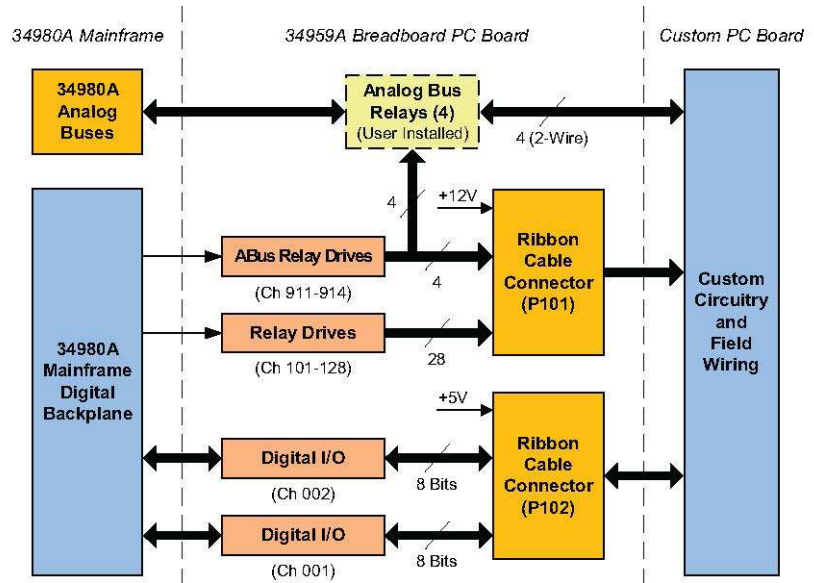 34980A Mainframe
34959A Breadboard PC Board
Custom PC Board
34980A
Analog
Buses
Analog Bus
Relays (4)
(User Installed)
4 (2-Wire)
4
+12V
ABus Relay Drives
(Ch 911-914)
4
Ribbon
Cable
Connector
(P101)
Relay Drives
(Ch 101-128)
28
34980A
Mainframe
Digital
Backplane
Custom
Circuitry
and
Field
Wiring
+5V
Digital I/O
(Ch 002)
8 Bits
Ribbon
Cable
Connector
(P102)
Digital I/O
(Ch 001)
8 Bits